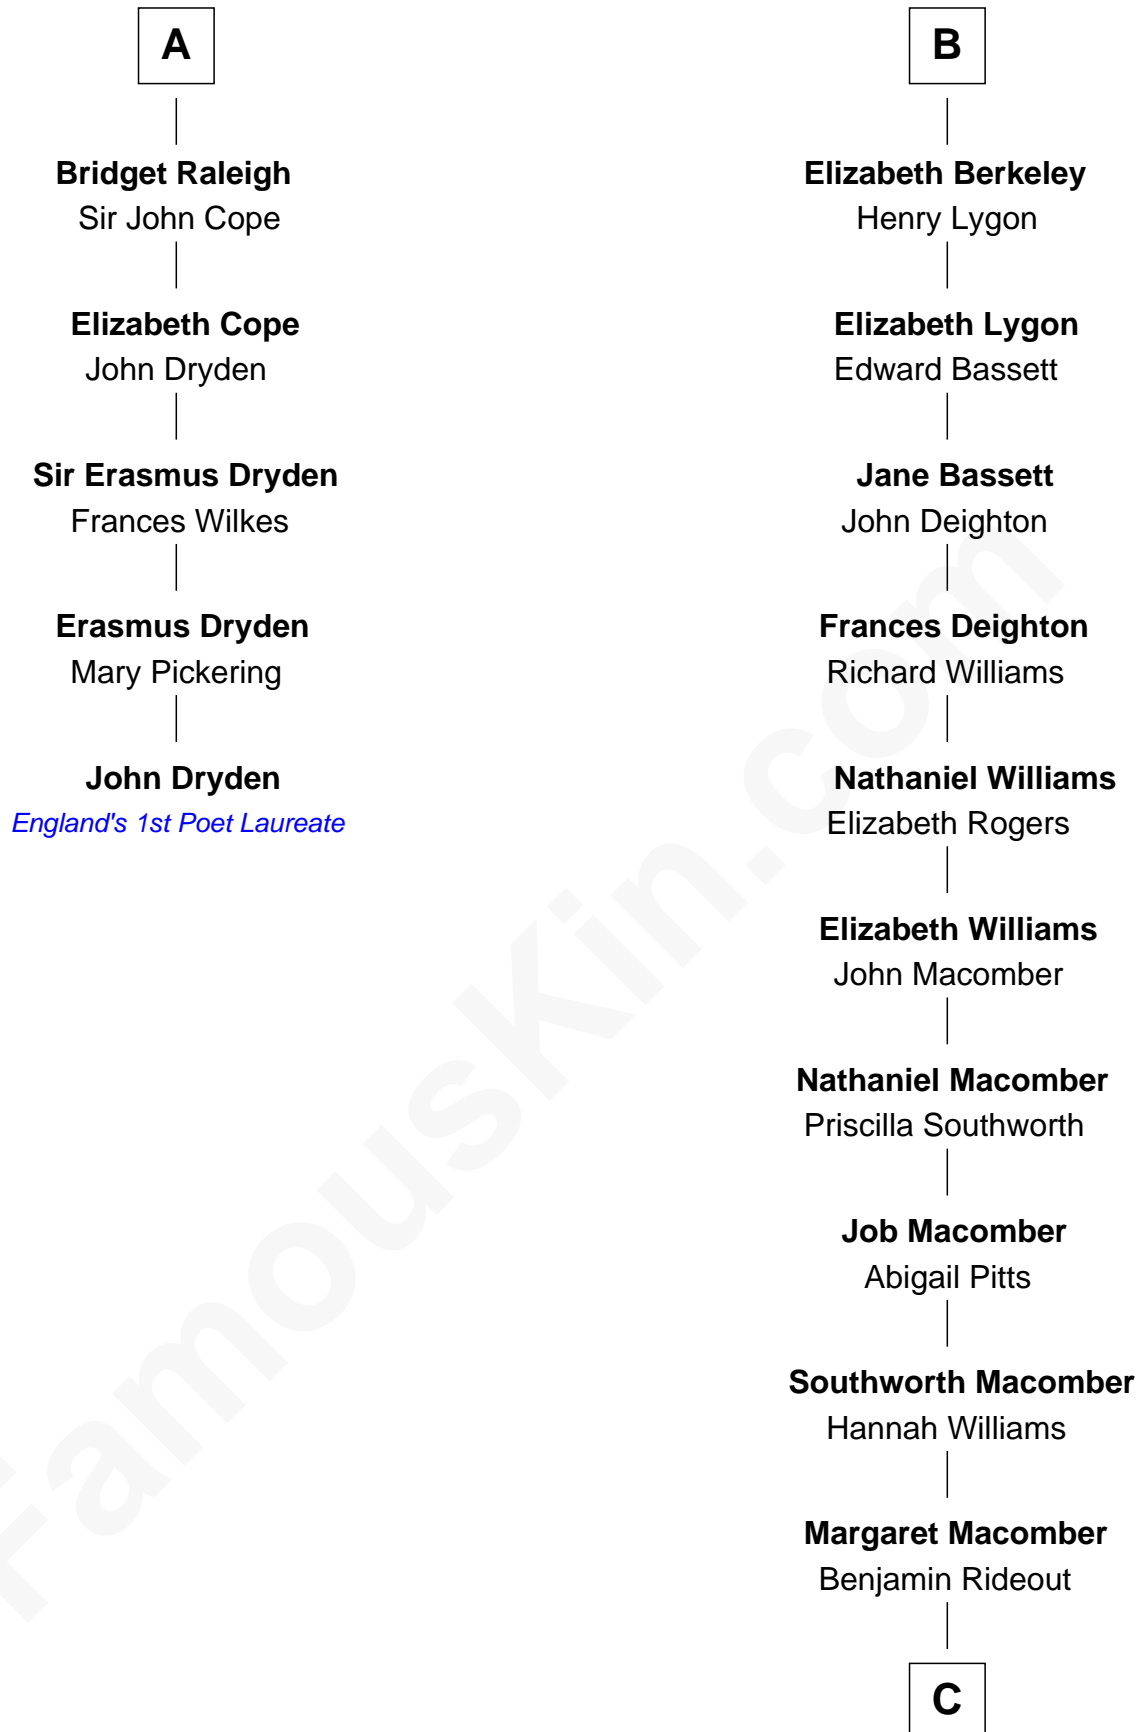 A
Bridget Raleigh
Sir John Cope
Elizabeth Cope
John Dryden
Sir Erasmus Dryden
Frances Wilkes
Erasmus Dryden
Mary Pickering
John Dryden
England's 1st Poet Laureate
B
Elizabeth Berkeley
Henry Lygon
Elizabeth Lygon
Edward Bassett
Jane Bassett
John Deighton
Frances Deighton
Richard Williams
Nathaniel Williams
Elizabeth Rogers
Elizabeth Williams
John Macomber
Nathaniel Macomber
Priscilla Southworth
Job Macomber
Abigail Pitts
Southworth Macomber
Hannah Williams
Margaret Macomber
Benjamin Rideout
C
FamousKin.com